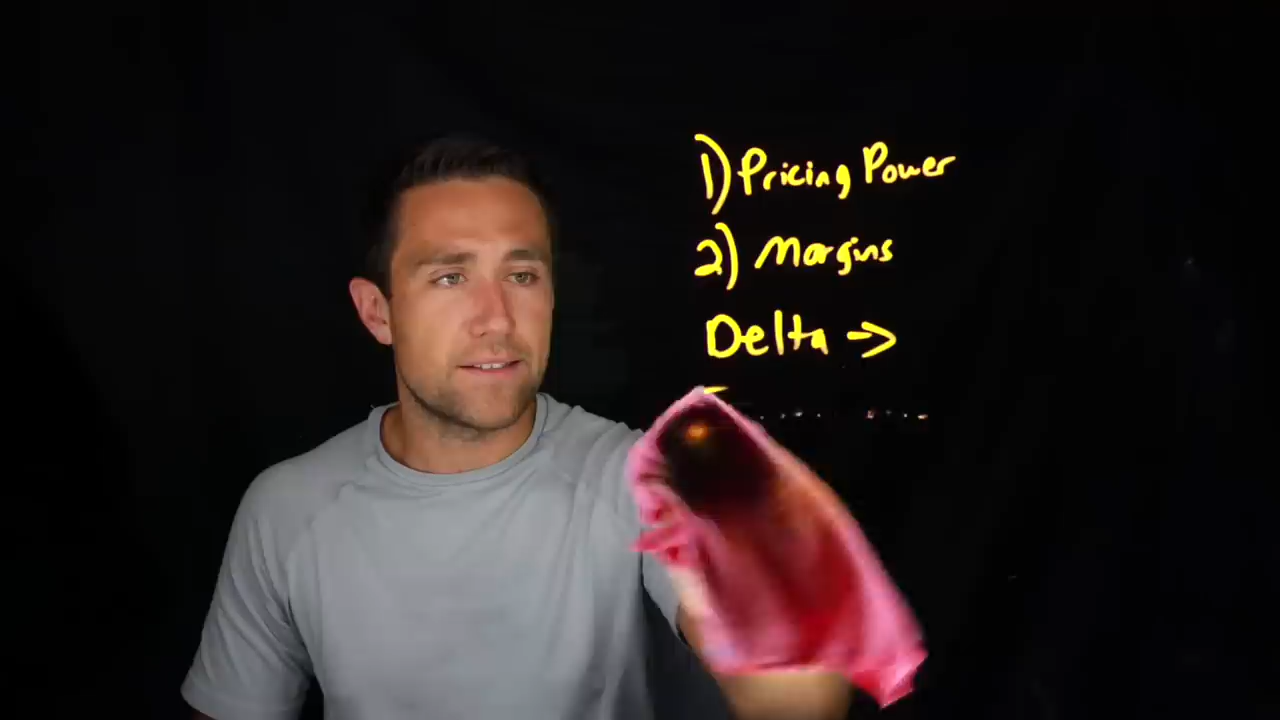 1) Pricing Power
2) Margins
Delta →